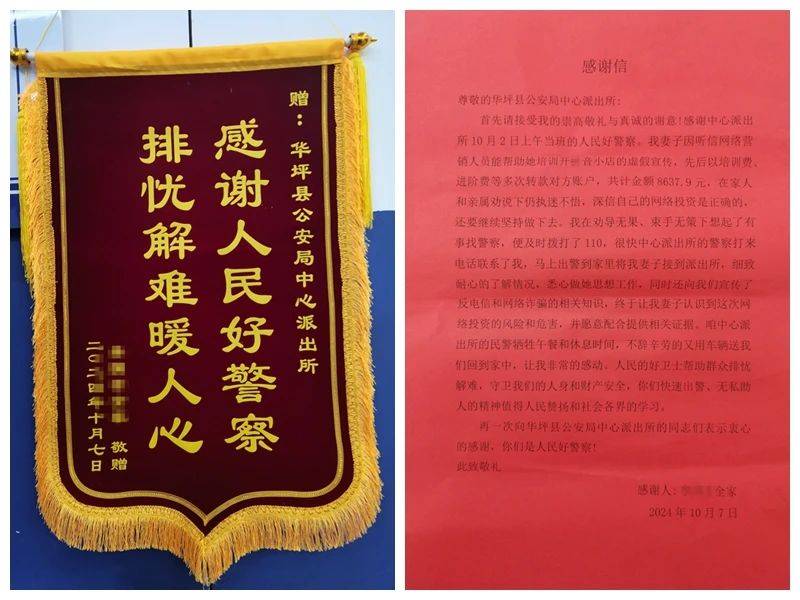 赠：华坪县公安局中心派出所
感谢人民好警察
排忧解难暖人心
敬赠
二〇二四年十月七日
感谢信
尊敬的华坪县公安局中心派出所：
首先请接受我的崇高敬礼与真诚的谢意！感谢中心派出
所10月2日上午当班的人民好警察。我妻子因听信网络营
销人员能帮助她培训开 音小店的虚假宣传，先后以培训费、
进阶费等多次转款对方账户，共计金额8637.9元，在家人
和亲属劝说下仍执迷不悟，深信自己的网络投资是正确的，
还要继续坚持做下去。我在劝导无果、束手无策下想起了有
事找警察，便及时拨打了110，很快中心派出所的警察打来
电话联系了我，马上出警到家里将我妻子接到派出所，细致
耐心的了解情况，悉心做她思想工作，同时还向我们宣传了
反电信和网络诈骗的相关知识，终于让我妻子认识到这次网
络投资的风险和危害，并愿意配合提供相关证据。咱中心派
出所的民警牺牲午餐和休息时间，不辞辛劳的又用车辆送我
们回到家中，让我非常的感动。人民的好卫士帮助群众排忧
解难，守卫我们的人身和财产安全，你们快速出警、无私助
人的精神值得人民赞扬和社会各界的学习。
再一次向华坪县公安局中心派出所的同志们表示衷心
的感谢，你们是人民好警察！
此致敬礼
感谢人： 全家
2024年10月7日